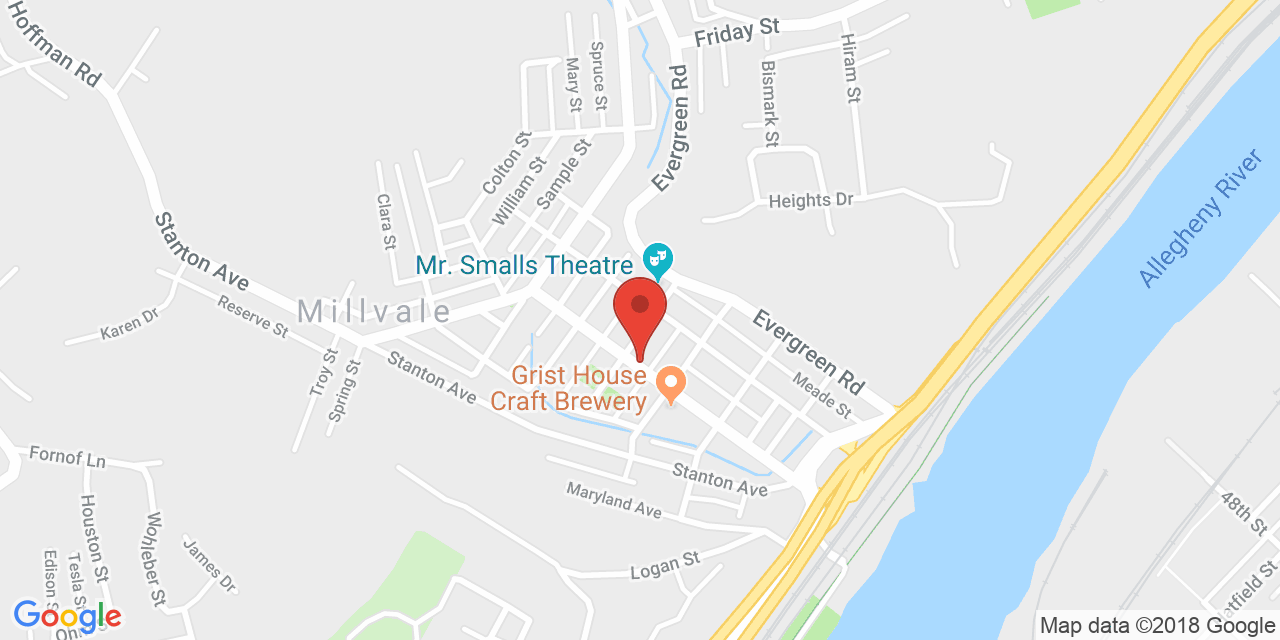 Hoffman Rd
Friday St
Hiram St
Spruce St
Mary St
Bismark St
Evergreen Rd
Colton St
William St
Sample St
Clara St
Heights Dr
Allegheny River
Stanton Ave
Mr. Smalls Theatre
Reserve St
Karen Dr
Millvale
Evergreen Rd
Troy St
Spring St
Stanton Ave
Grist House
Craft Brewery
Meade St
Fornof Ln
Stanton Ave
Maryland Ave
48th St
Houston St
Wohleber St
James Dr
Logan St
Edison S
Tesla St
Hatfield St
Google
Map data ©2018 Google